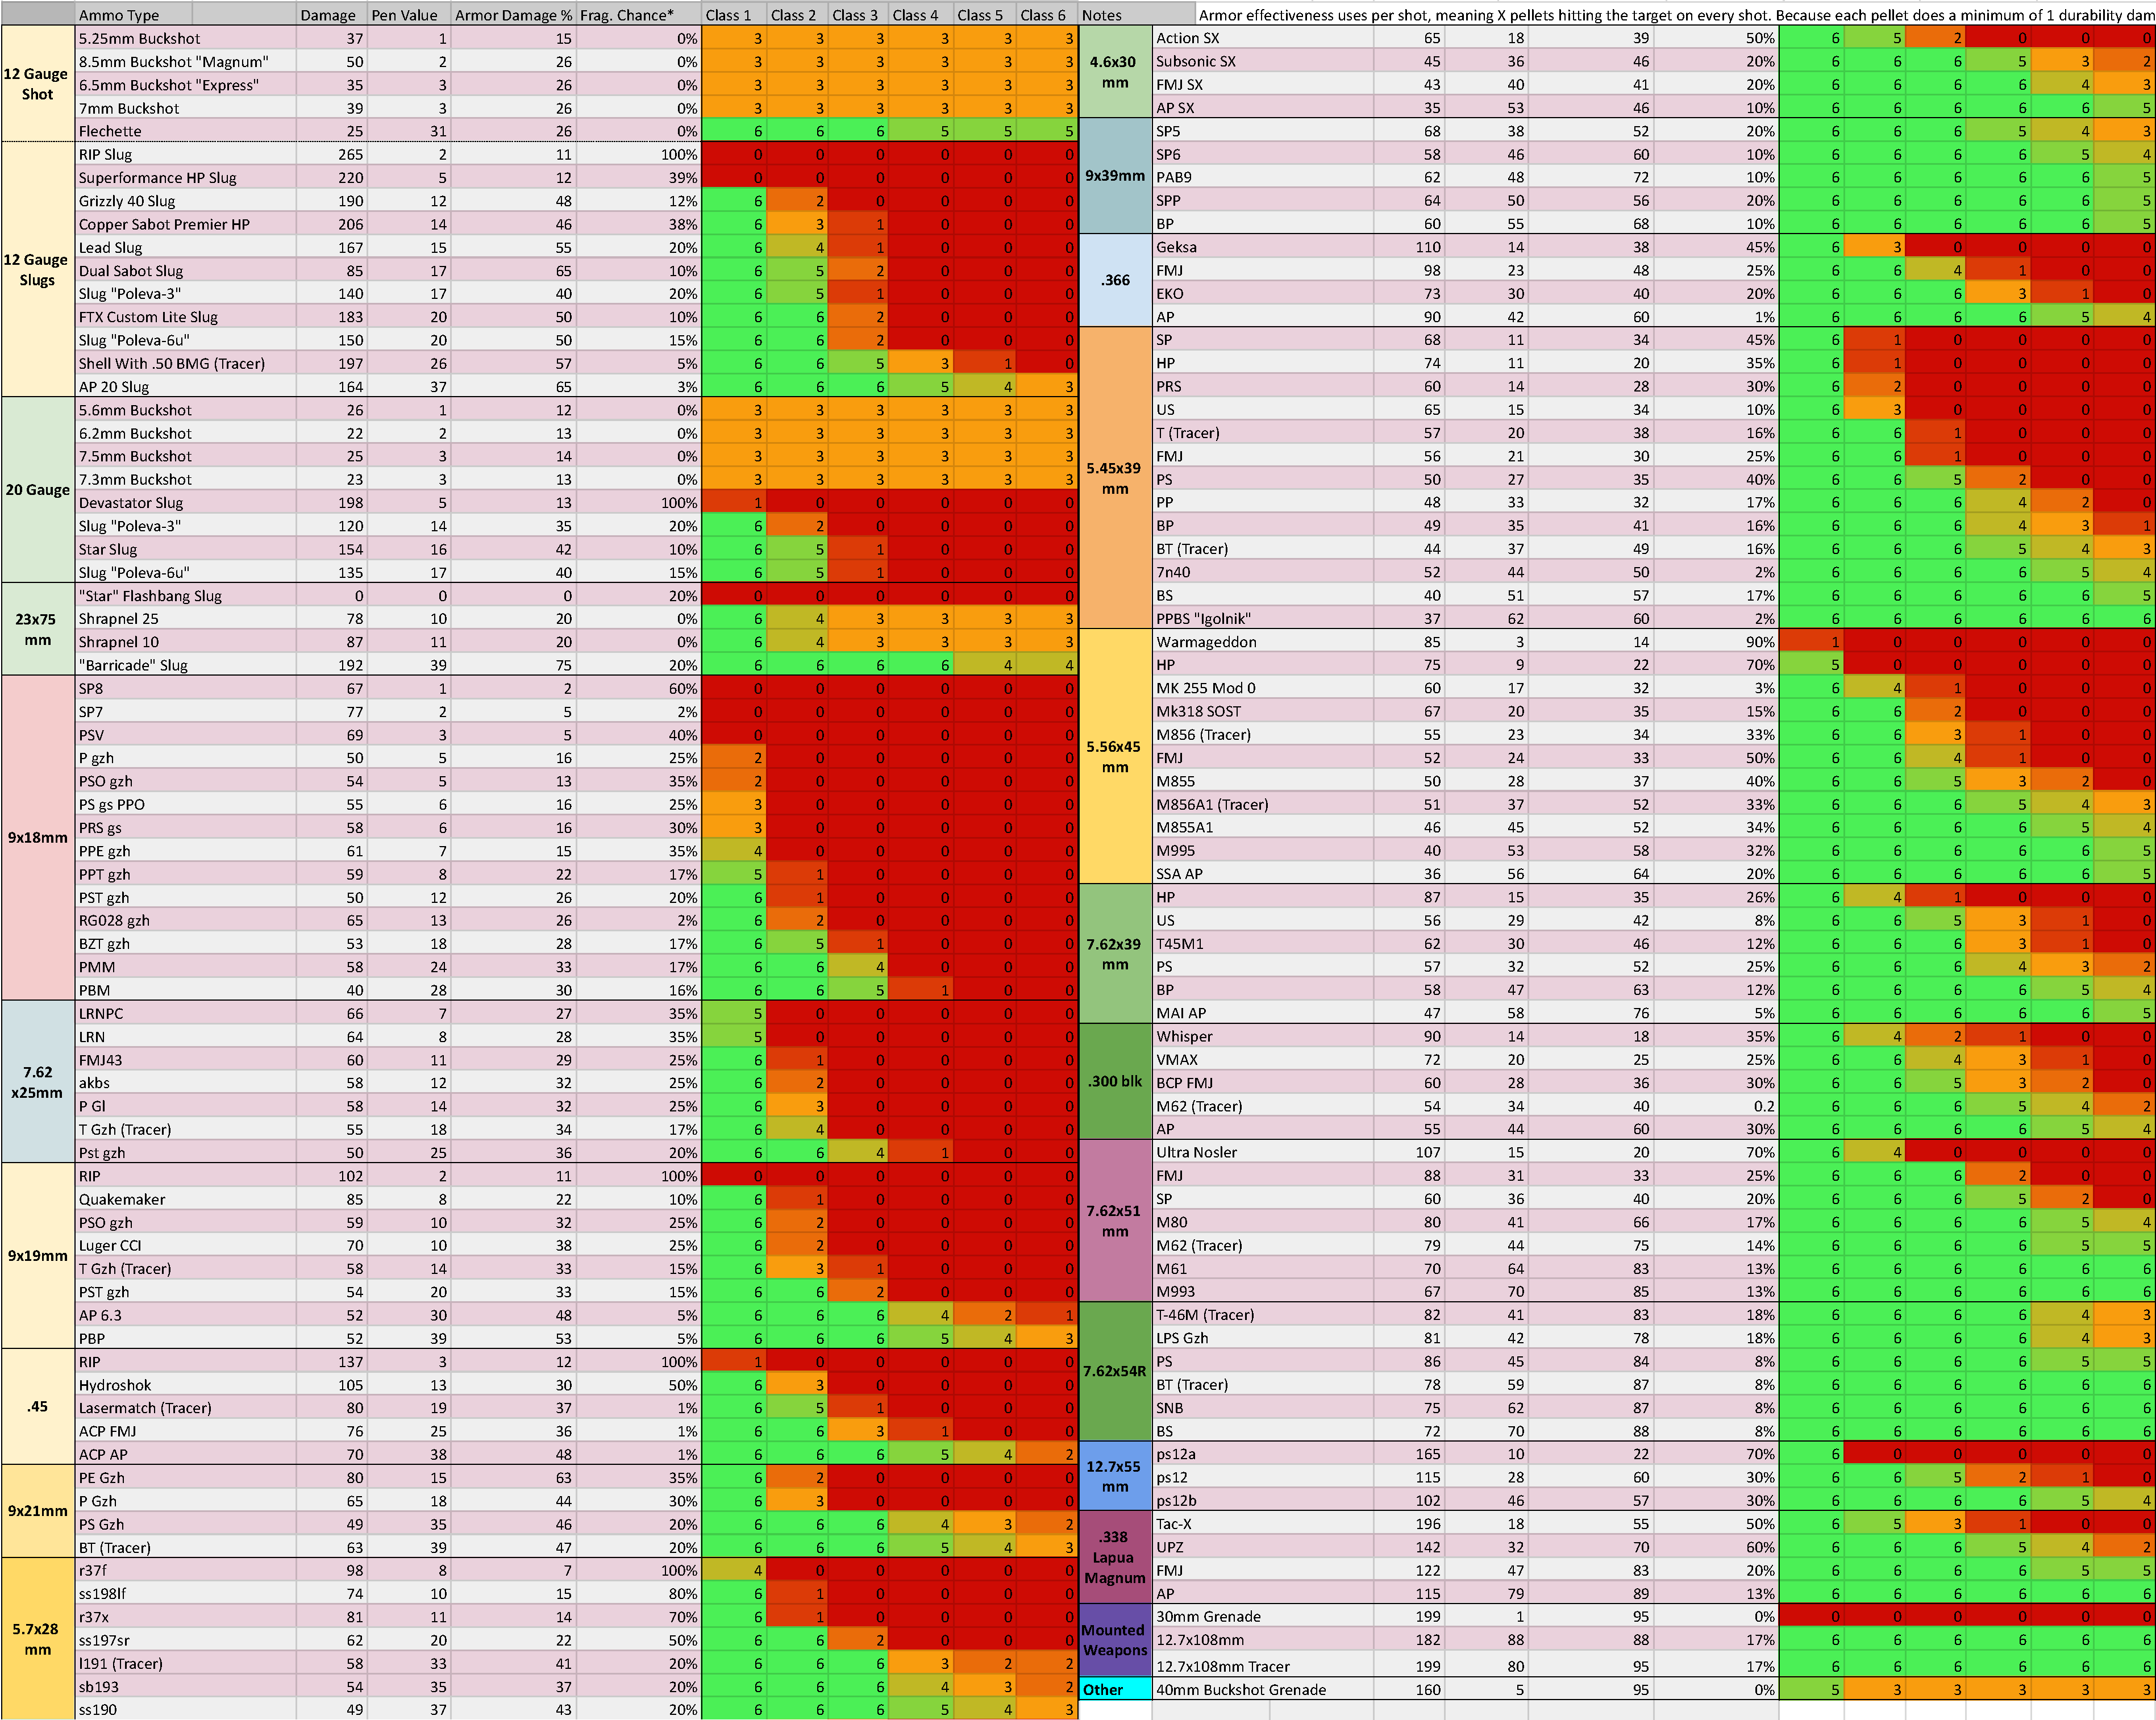 Ammo Type Damage Pen Value Armor Damage % Frag. Chance* Class 1 Class 2 Class 3 Class 4 Class 5 Class 6 Notes
Armor effectiveness uses per shot, meaning X pellets hitting the target on every shot. Because each pellet does a minimum of 1 durability dam
12 Gauge
Shot
5.25mm Buckshot 37 1 15 0% 3 3 3 3 3 3
8.5mm Buckshot "Magnum" 50 2 26 0% 3 3 3 3 3 3
6.5mm Buckshot "Express" 35 3 26 0% 3 3 3 3 3 3
7mm Buckshot 39 3 26 0% 3 3 3 3 3 3
Flechette 25 31 26 0% 6 6 6 5 5 5
12 Gauge
Slugs
RIP Slug 265 2 11 100% 0 0 0 0 0 0
Superformance HP Slug 220 5 12 39% 0 0 0 0 0 0
Grizzly 40 Slug 190 12 48 12% 6 2 0 0 0 0
Copper Sabot Premier HP 206 14 46 38% 6 3 1 0 0 0
Lead Slug 167 15 55 20% 6 4 1 0 0 0
Dual Sabot Slug 85 17 65 10% 6 5 2 0 0 0
Slug "Poleva-3" 140 17 40 20% 6 5 1 0 0 0
FTX Custom Lite Slug 183 20 50 10% 6 6 2 0 0 0
Slug "Poleva-6u" 150 20 50 15% 6 6 2 0 0 0
Shell With .50 BMG (Tracer) 197 26 57 5% 6 6 5 3 1 0
AP 20 Slug 164 37 65 3% 6 6 6 5 4 3
20 Gauge
5.6mm Buckshot 26 1 12 0% 3 3 3 3 3 3
6.2mm Buckshot 22 2 13 0% 3 3 3 3 3 3
7.5mm Buckshot 25 3 14 0% 3 3 3 3 3 3
7.3mm Buckshot 23 3 13 0% 3 3 3 3 3 3
Devastator Slug 198 5 13 100% 1 0 0 0 0 0
Slug "Poleva-3" 120 14 35 20% 6 2 0 0 0 0
Star Slug 154 16 42 10% 6 5 1 0 0 0
Slug "Poleva-6u" 135 17 40 15% 6 5 1 0 0 0
23x75
mm
"Star" Flashbang Slug 0 0 0 20% 0 0 0 0 0 0
Shrapnel 25 78 10 20 0% 6 4 3 3 3 3
Shrapnel 10 87 11 20 0% 6 4 3 3 3 3
"Barricade" Slug 192 39 75 20% 6 6 6 6 4 4
9x18mm
SP8 67 1 2 60% 0 0 0 0 0 0
SP7 77 2 5 2% 0 0 0 0 0 0
PSV 69 3 5 40% 0 0 0 0 0 0
P gzh 50 5 16 25% 2 0 0 0 0 0
PSO gzh 54 5 13 35% 2 0 0 0 0 0
PS gs PPO 55 6 16 25% 3 0 0 0 0 0
PRS gs 58 6 16 30% 3 0 0 0 0 0
PPE gzh 61 7 15 35% 4 0 0 0 0 0
PPT gzh 59 8 22 17% 5 1 0 0 0 0
PST gzh 50 12 26 20% 6 1 0 0 0 0
RG028 gzh 65 13 26 2% 6 2 0 0 0 0
BZT gzh 53 18 28 17% 6 5 1 0 0 0
PMM 58 24 33 17% 6 6 4 0 0 0
PBM 40 28 30 16% 6 6 5 1 0 0
7.62
x25mm
LRNPC 66 7 27 35% 5 0 0 0 0 0
LRN 64 8 28 35% 5 0 0 0 0 0
FMJ43 60 11 29 25% 6 1 0 0 0 0
akbs 58 12 32 25% 6 2 0 0 0 0
P Gl 58 14 32 25% 6 3 0 0 0 0
T Gzh (Tracer) 55 18 34 17% 6 4 0 0 0 0
Pst gzh 50 25 36 20% 6 6 4 1 0 0
9x19mm
RIP 102 2 11 100% 0 0 0 0 0 0
Quakemaker 85 8 22 10% 6 1 0 0 0 0
PSO gzh 59 10 32 25% 6 2 0 0 0 0
Luger CCI 70 10 38 25% 6 2 0 0 0 0
T Gzh (Tracer) 58 14 33 15% 6 3 1 0 0 0
PST gzh 54 20 33 15% 6 6 2 0 0 0
AP 6.3 52 30 48 5% 6 6 6 4 2 1
PBP 52 39 53 5% 6 6 6 5 4 3
.45
RIP 137 3 12 100% 1 0 0 0 0 0
Hydroshok 105 13 30 50% 6 3 0 0 0 0
Lasermatch (Tracer) 80 19 37 1% 6 5 1 0 0 0
ACP FMJ 76 25 36 1% 6 6 3 1 0 0
ACP AP 70 38 48 1% 6 6 6 5 4 2
9x21mm
PE Gzh 80 15 63 35% 6 2 0 0 0 0
P Gzh 65 18 44 30% 6 3 0 0 0 0
PS Gzh 49 35 46 20% 6 6 6 4 3 2
BT (Tracer) 63 39 47 20% 6 6 6 5 4 3
5.7x28
mm
r37f 98 8 7 100% 4 0 0 0 0 0
ss198lf 74 10 15 80% 6 1 0 0 0 0
r37x 81 11 14 70% 6 1 0 0 0 0
ss197sr 62 20 22 50% 6 6 2 0 0 0
l191 (Tracer) 58 33 41 20% 6 6 6 3 2 2
sb193 54 35 37 20% 6 6 6 4 3 2
ss190 49 37 43 20% 6 6 6 5 4 3
4.6x30
mm
Action SX 65 18 39 50% 6 5 2 0 0 0
Subsonic SX 45 36 46 20% 6 6 6 5 3 2
FMJ SX 43 40 41 20% 6 6 6 6 4 3
AP SX 35 53 46 10% 6 6 6 6 6 5
9x39mm
SP5 68 38 52 20% 6 6 6 5 4 3
SP6 58 46 60 10% 6 6 6 6 5 4
PAB9 62 48 72 10% 6 6 6 6 6 5
SPP 64 50 56 20% 6 6 6 6 6 5
BP 60 55 68 10% 6 6 6 6 6 5
.366
Geksa 110 14 38 45% 6 3 0 0 0 0
FMJ 98 23 48 25% 6 6 4 1 0 0
EKO 73 30 40 20% 6 6 6 3 1 0
AP 90 42 60 1% 6 6 6 6 5 4
5.45x39
mm
SP 68 11 34 45% 6 1 0 0 0 0
HP 74 11 20 35% 6 1 0 0 0 0
PRS 60 14 28 30% 6 2 0 0 0 0
US 65 15 34 10% 6 3 0 0 0 0
T (Tracer) 57 20 38 16% 6 6 1 0 0 0
FMJ 56 21 30 25% 6 6 1 0 0 0
PS 50 27 35 40% 6 6 5 2 0 0
PP 48 33 32 17% 6 6 6 4 2 0
BP 49 35 41 16% 6 6 6 4 3 1
BT (Tracer) 44 37 49 16% 6 6 6 5 4 3
7n40 52 44 50 2% 6 6 6 6 5 4
BS 40 51 57 17% 6 6 6 6 6 5
PPBS "Igolnik" 37 62 60 2% 6 6 6 6 6 6
5.56x45
mm
Warmageddon 85 3 14 90% 1 0 0 0 0 0
HP 75 9 22 70% 5 0 0 0 0 0
MK 255 Mod 0 60 17 32 3% 6 4 1 0 0 0
Mk318 SOST 67 20 35 15% 6 6 2 0 0 0
M856 (Tracer) 55 23 34 33% 6 6 3 1 0 0
FMJ 52 24 33 50% 6 6 4 1 0 0
M855 50 28 37 40% 6 6 5 3 2 0
M856A1 (Tracer) 51 37 52 33% 6 6 6 5 4 3
M855A1 46 45 52 34% 6 6 6 6 5 4
M995 40 53 58 32% 6 6 6 6 6 5
SSA AP 36 56 64 20% 6 6 6 6 6 5
7.62x39
mm
HP 87 15 35 26% 6 4 1 0 0 0
US 56 29 42 8% 6 6 5 3 1 0
T45M1 62 30 46 12% 6 6 6 3 1 0
PS 57 32 52 25% 6 6 6 4 3 2
BP 58 47 63 12% 6 6 6 6 5 4
MAI AP 47 58 76 5% 6 6 6 6 6 5
.300 blk
Whisper 90 14 18 35% 6 4 2 1 0 0
VMAX 72 20 25 25% 6 6 4 3 1 0
BCP FMJ 60 28 36 30% 6 6 5 3 2 0
M62 (Tracer) 54 34 40 0.2 6 6 6 5 4 2
AP 55 44 60 30% 6 6 6 6 5 4
7.62x51
mm
Ultra Nosler 107 15 20 70% 6 4 0 0 0 0
FMJ 88 31 33 25% 6 6 6 2 0 0
SP 60 36 40 20% 6 6 6 5 2 0
M80 80 41 66 17% 6 6 6 6 5 4
M62 (Tracer) 79 44 75 14% 6 6 6 6 5 5
M61 70 64 83 13% 6 6 6 6 6 6
M993 67 70 85 13% 6 6 6 6 6 6
7.62x54R
T-46M (Tracer) 82 41 83 18% 6 6 6 6 4 3
LPS Gzh 81 42 78 18% 6 6 6 6 4 3
PS 86 45 84 8% 6 6 6 6 5 5
BT (Tracer) 78 59 87 8% 6 6 6 6 6 6
SNB 75 62 87 8% 6 6 6 6 6 6
BS 72 70 88 8% 6 6 6 6 6 6
12.7x55
mm
ps12a 165 10 22 70% 6 0 0 0 0 0
ps12 115 28 60 30% 6 6 5 2 1 0
ps12b 102 46 57 30% 6 6 6 6 5 4
.338
Lapua
Magnum
Tac-X 196 18 55 50% 6 5 3 1 0 0
UPZ 142 32 70 60% 6 6 6 5 4 2
FMJ 122 47 83 20% 6 6 6 6 5 5
AP 115 79 89 13% 6 6 6 6 6 6
Mounted
Weapons
30mm Grenade 199 1 95 0% 0 0 0 0 0 0
12.7x108mm 182 88 88 17% 6 6 6 6 6 6
12.7x108mm Tracer 199 80 95 17% 6 6 6 6 6 6
Other
40mm Buckshot Grenade 160 5 95 0% 5 3 3 3 3 3